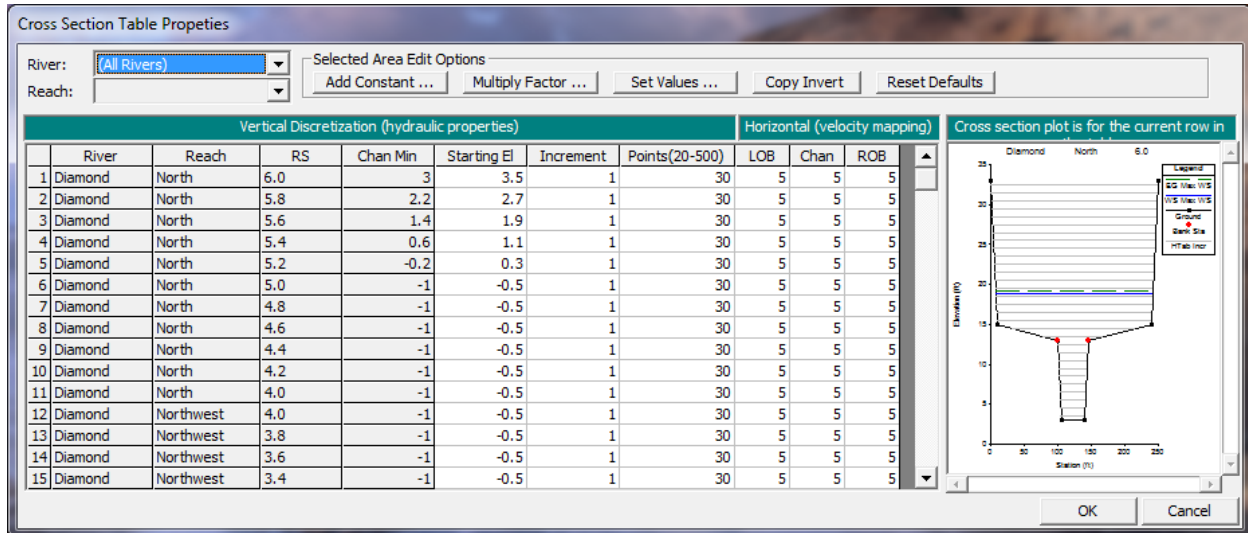 Cross Section Table Propeties
River: (All Rivers)
Reach:
Selected Area Edit Options
Add Constant ... Multiply Factor ... Set Values ... Copy Invert Reset Defaults
Vertical Discretization (hydraulic properties) Horizontal (velocity mapping) Cross section plot is for the current row in
River Reach RS Chan Min Starting El Increment Points(20-500) LOB Chan ROB
1 Diamond North 6.0 3 3.5 1 30 5 5 5
2 Diamond North 5.8 2.2 2.7 1 30 5 5 5
3 Diamond North 5.6 1.4 1.9 1 30 5 5 5
4 Diamond North 5.4 0.6 1.1 1 30 5 5 5
5 Diamond North 5.2 -0.2 0.3 1 30 5 5 5
6 Diamond North 5.0 -1 -0.5 1 30 5 5 5
7 Diamond North 4.8 -1 -0.5 1 30 5 5 5
8 Diamond North 4.6 -1 -0.5 1 30 5 5 5
9 Diamond North 4.4 -1 -0.5 1 30 5 5 5
10 Diamond North 4.2 -1 -0.5 1 30 5 5 5
11 Diamond North 4.0 -1 -0.5 1 30 5 5 5
12 Diamond Northwest 4.0 -1 -0.5 1 30 5 5 5
13 Diamond Northwest 3.8 -1 -0.5 1 30 5 5 5
14 Diamond Northwest 3.6 -1 -0.5 1 30 5 5 5
15 Diamond Northwest 3.4 -1 -0.5 1 30 5 5 5
Diamond North 6.0
Legend
EG Max WS
WS Max WS
Ground
Bank Sta
HTab Incr
Elevation (ft)
10
5
0
0 50 100 150 200 250
Station (ft)
OK Cancel